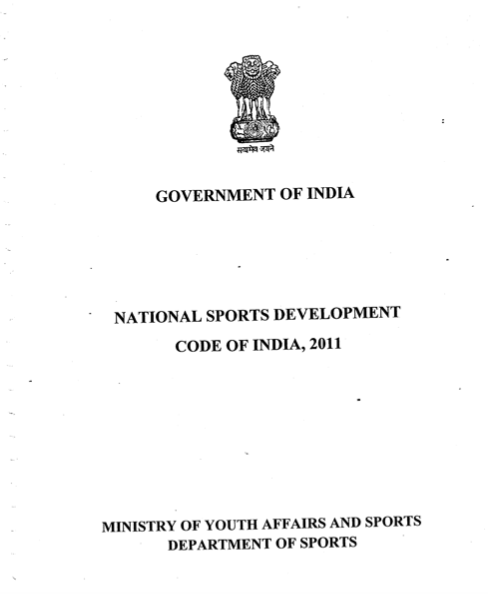 सत्यमेव जयते
GOVERNMENT OF INDIA
NATIONAL SPORTS DEVELOPMENT
CODE OF INDIA, 2011
MINISTRY OF YOUTH AFFAIRS AND SPORTS
DEPARTMENT OF SPORTS